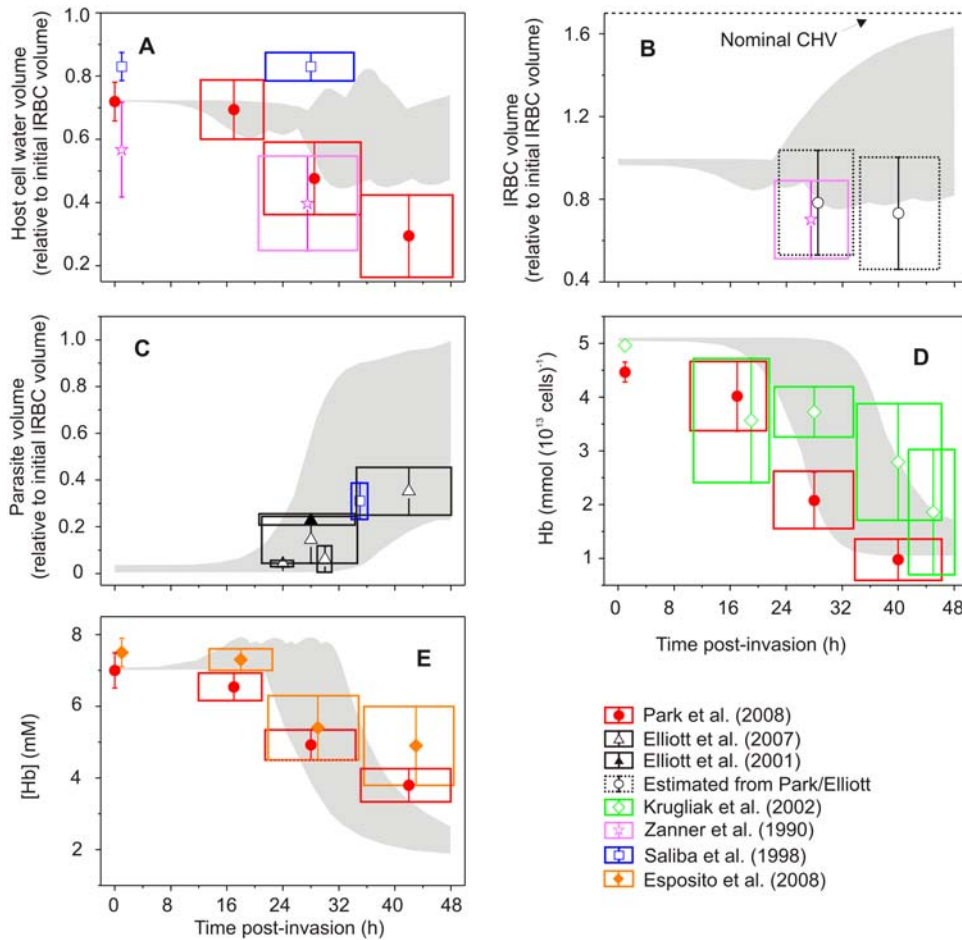 A
Host cell water volume
(relative to initial IRBC volume)
1.0
0.8
0.6
0.4
0.2
B
Nominal CHV
IRBC volume
(relative to initial IRBC volume)
1.6
1.2
0.8
0.4
C
Parasite volume
(relative to initial IRBC volume)
1.0
0.8
0.6
0.4
0.2
0
D
Hb (mmol (10¹³ cells)⁻¹)
5
4
3
2
1
0 8 16 24 32 40 48
Time post-invasion (h)
E
[Hb] (mM)
8
6
4
2
0 8 16 24 32 40 48
Time post-invasion (h)
Park et al. (2008)
Elliott et al. (2007)
Elliott et al. (2001)
Estimated from Park/Elliott
Krugliak et al. (2002)
Zanner et al. (1990)
Saliba et al. (1998)
Esposito et al. (2008)